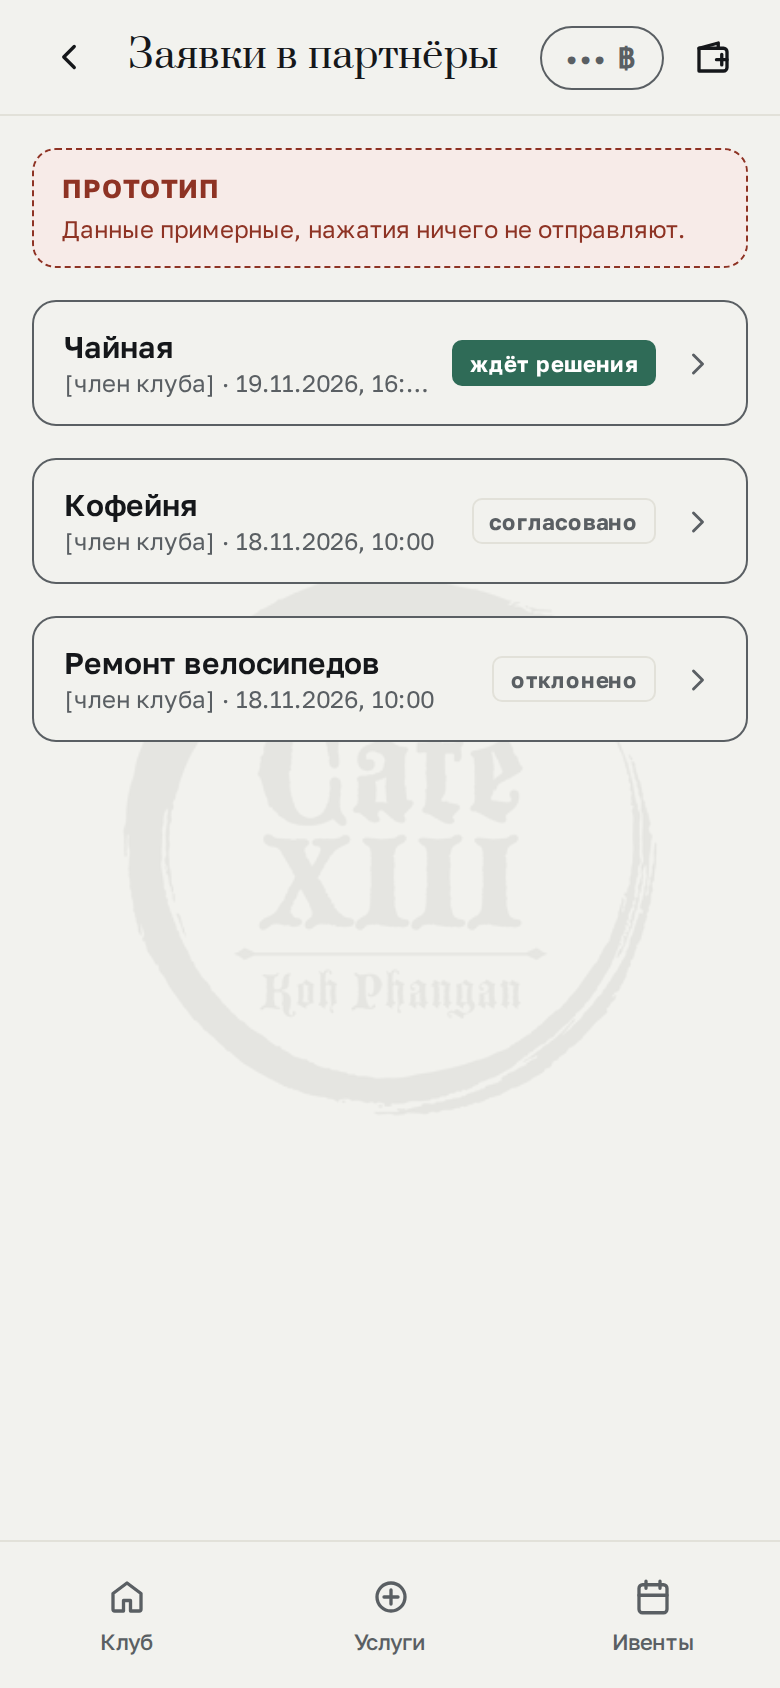 Заявки в партнёры
••• ฿
ПРОТОТИП
Данные примерные, нажатия ничего не отправляют.
Чайная
[член клуба] · 19.11.2026, 16:...
ждёт решения
Кофейня
[член клуба] · 18.11.2026, 10:00
согласовано
Ремонт велосипедов
[член клуба] · 18.11.2026, 10:00
отклонено
Cafe
XIII
Koh Phangan
Клуб
Услуги
Ивенты